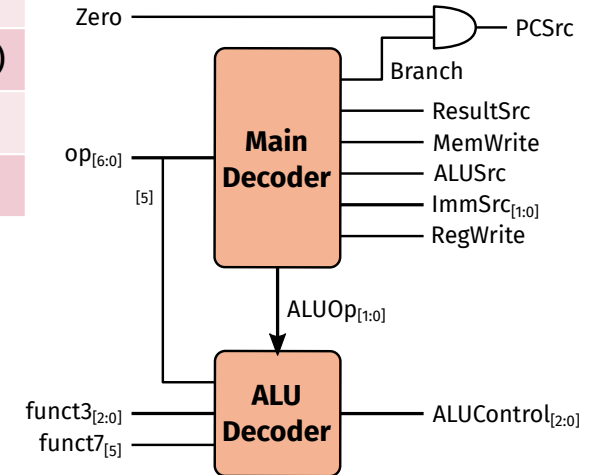 Zero
PCSrc
)
Branch
Main
Decoder
ResultSrc
MemWrite
op[6:0]
ALUSrc
[5]
ImmSrc[1:0]
RegWrite
ALUOp[1:0]
ALU
Decoder
funct3[2:0]
ALUControl[2:0]
funct7[5]